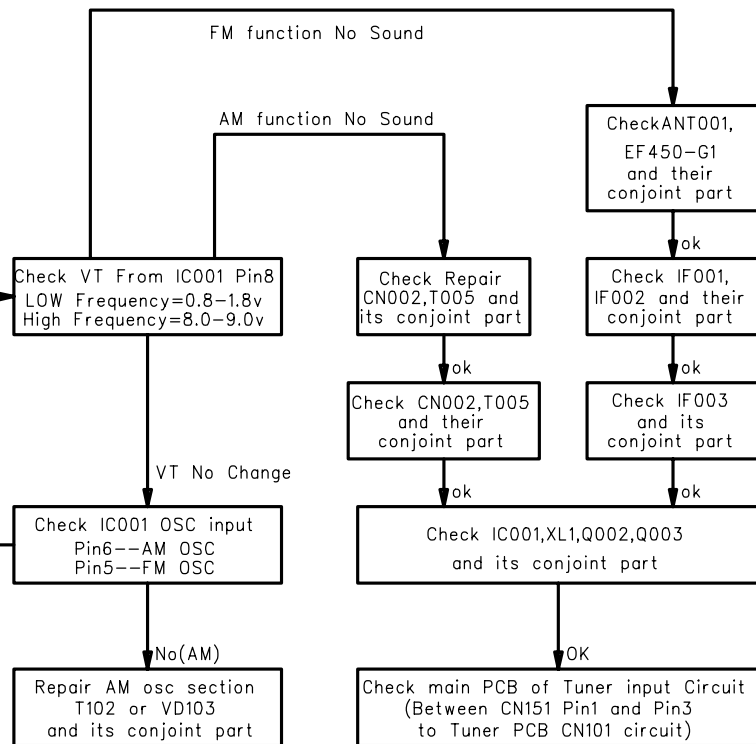 FM function No Sound
AM function No Sound
CheckANT001,
EF450-G1
and their
conjoint part
ok
Check VT From IC001 Pin8
LOW Frequency=0.8-1.8v
High Frequency=8.0-9.0v
Check Repair
CN002,T005 and
its conjoint part
Check IF001,
IF002 and their
conjoint part
ok
ok
Check CN002,T005
and their
conjoint part
Check IF003
and its
conjoint part
VT No Change
ok
ok
Check IC001 OSC input
Pin6--AM OSC
Pin5--FM OSC
Check IC001,XL1,Q002,Q003
and its conjoint part
No(AM)
OK
Repair AM osc section
T102 or VD103
and its conjoint part
Check main PCB of Tuner input Circuit
(Between CN151 Pin1 and Pin3
to Tuner PCB CN101 circuit)